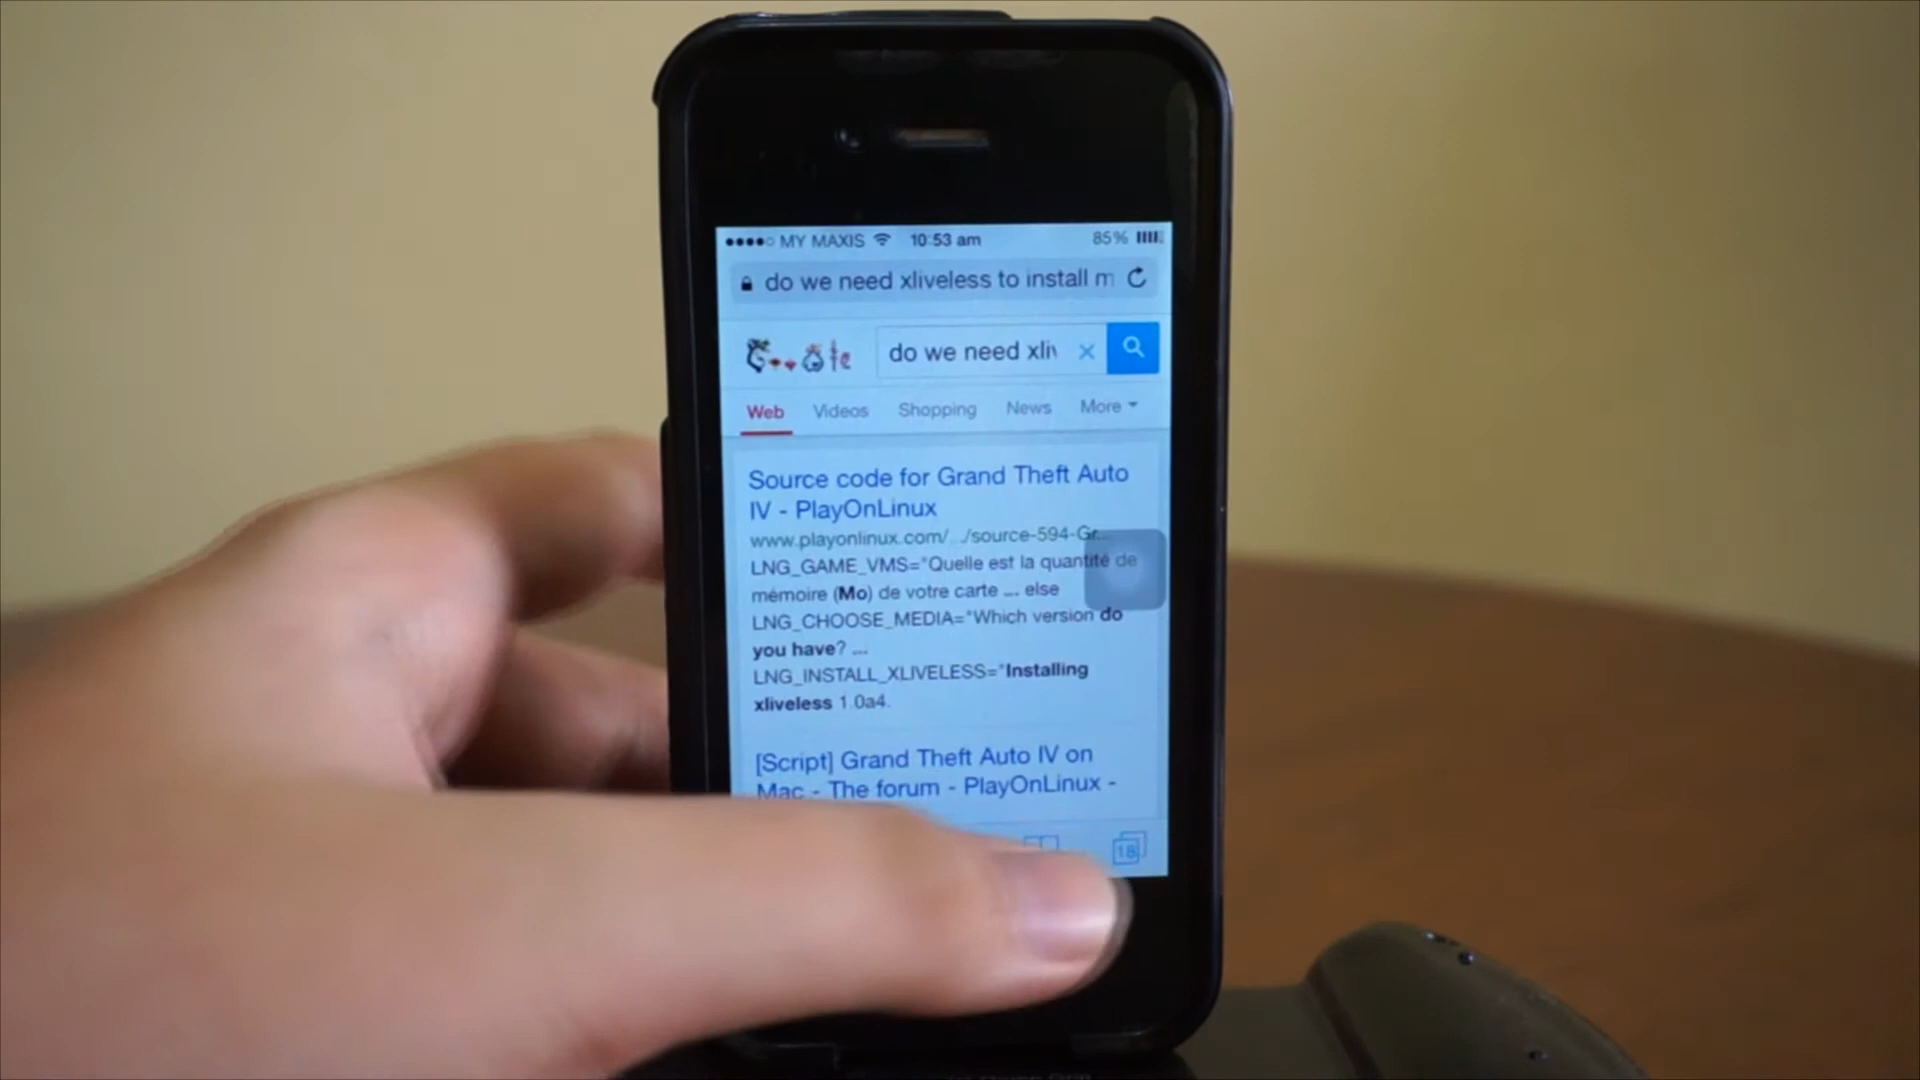 MY MAXIS 10:53 am 85%
do we need xliveless to install m
do we need xliv
Web Videos Shopping News More
Source code for Grand Theft Auto
IV - PlayOnLinux
www.playonlinux.com/.../source-594-Gr...
LNG_GAME_VMS="Quelle est la quantité de
mémoire (Mo) de votre carte ... else
LNG_CHOOSE_MEDIA="Which version do
you have? ...
LNG_INSTALL_XLIVELESS="Installing
xliveless 1.0a4.
[Script] Grand Theft Auto IV on
Mac - The forum - PlayOnLinux -
18